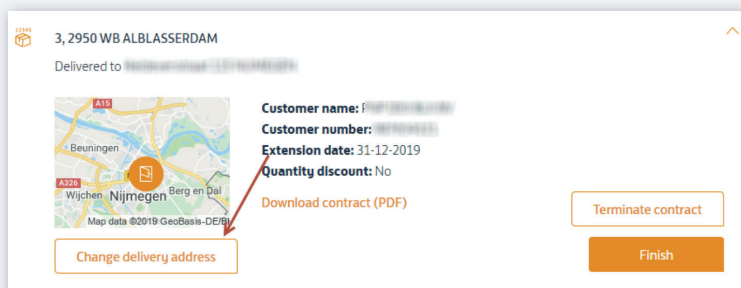 12345
3, 2950 WB ALBLASSERDAM
Delivered to
Customer name:
Customer number:
Extension date: 31-12-2019
Quantity discount: No
Download contract (PDF)
A15
Beuningen
A326
Wijchen
Nijmegen
Berg en Dal
Map data ©2019 GeoBasis-DE/B
Change delivery address
Terminate contract
Finish